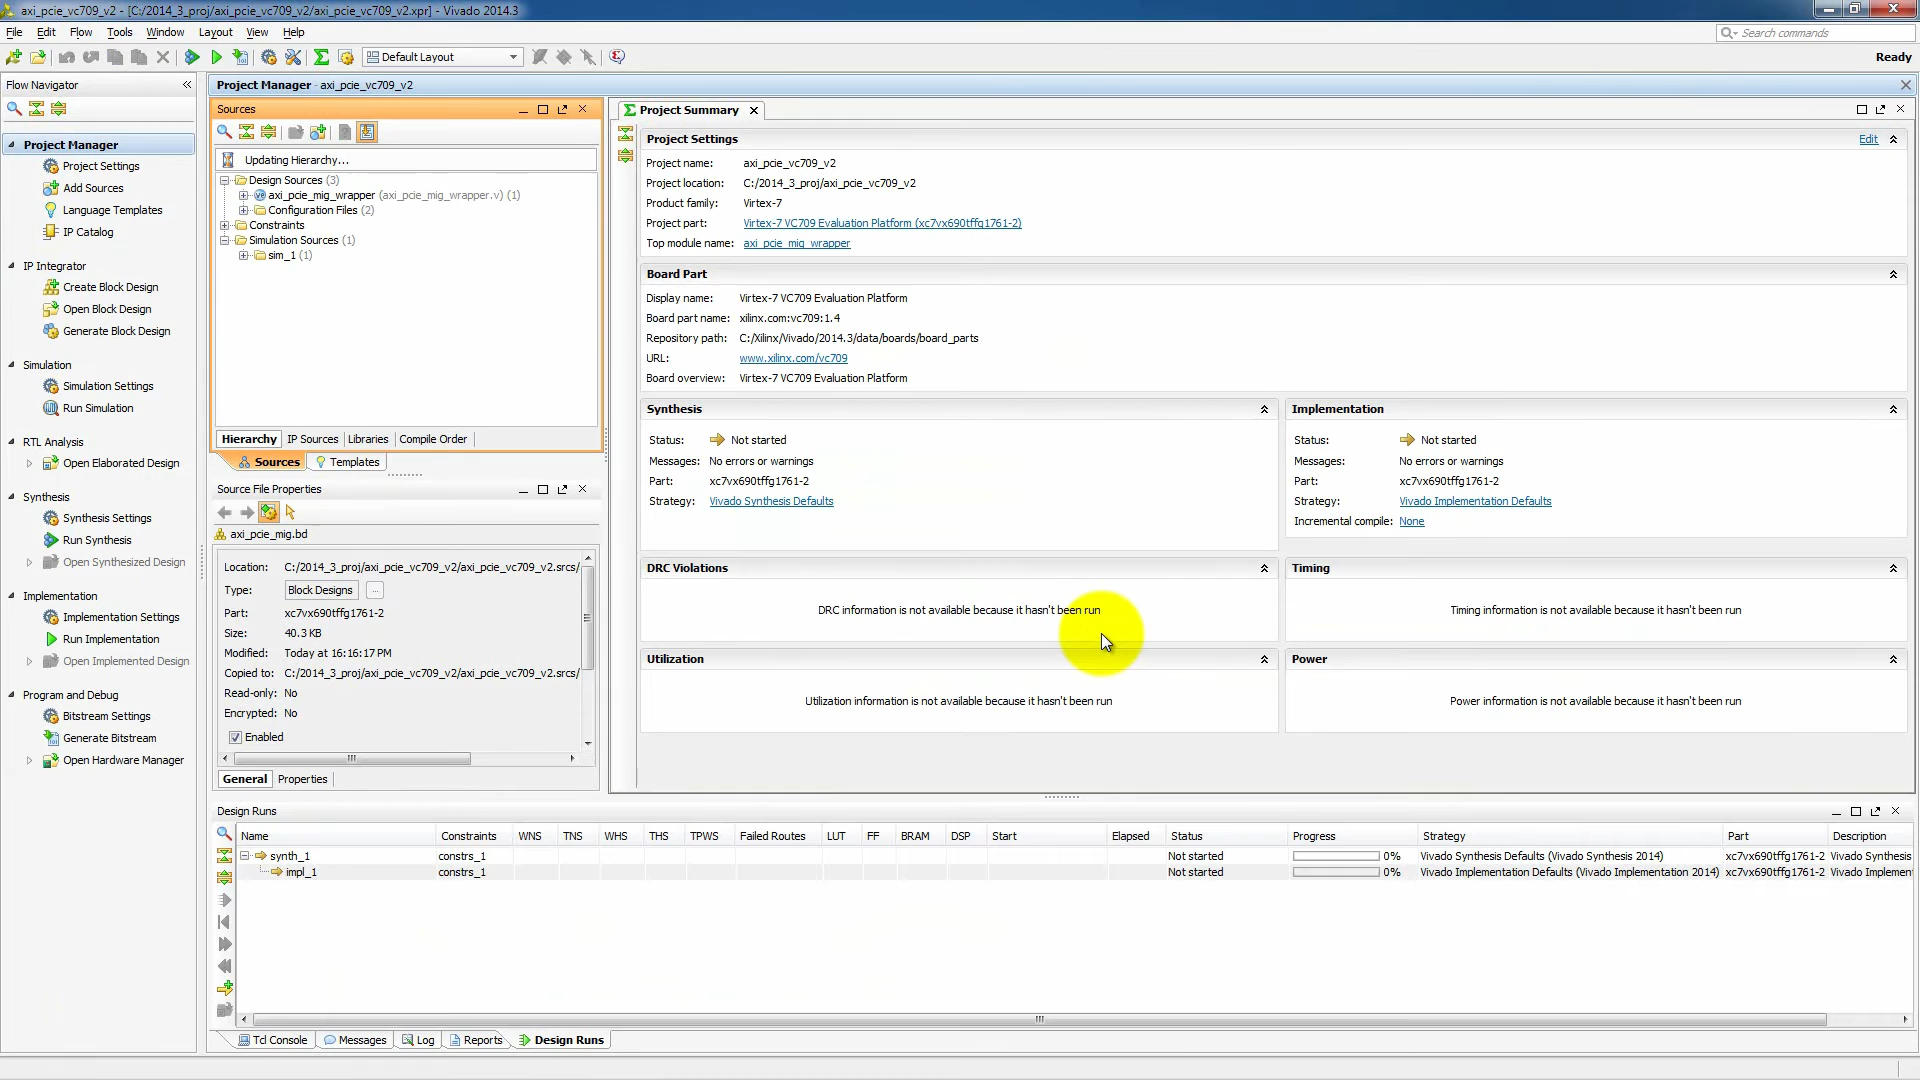 axi_pcie_vc709_v2 - [C:/2014_3_proj/axi_pcie_vc709_v2/axi_pcie_vc709_v2.xpr] - Vivado 2014.3
File Edit Flow Tools Window Layout View Help
Search commands
Default Layout
Ready
Flow Navigator
Project Manager
Project Settings
Add Sources
Language Templates
IP Catalog
IP Integrator
Create Block Design
Open Block Design
Generate Block Design
Simulation
Simulation Settings
Run Simulation
RTL Analysis
Open Elaborated Design
Synthesis
Synthesis Settings
Run Synthesis
Open Synthesized Design
Implementation
Implementation Settings
Run Implementation
Open Implemented Design
Program and Debug
Bitstream Settings
Generate Bitstream
Open Hardware Manager
Project Manager - axi_pcie_vc709_v2
Sources
Updating Hierarchy...
Design Sources (3)
axi_pcie_mig_wrapper (axi_pcie_mig_wrapper.v) (1)
Configuration Files (2)
Constraints
Simulation Sources (1)
sim_1 (1)
Hierarchy IP Sources Libraries Compile Order
Sources Templates
Source File Properties
axi_pcie_mig.bd
Location: C:/2014_3_proj/axi_pcie_vc709_v2/axi_pcie_vc709_v2.srcs/
Type: Block Designs ...
Part: xc7vx690tffg1761-2
Size: 40.3 KB
Modified: Today at 16:16:17 PM
Copied to: C:/2014_3_proj/axi_pcie_vc709_v2/axi_pcie_vc709_v2.srcs/
Read-only: No
Encrypted: No
Enabled
General Properties
Project Summary
Project Settings Edit
Project name: axi_pcie_vc709_v2
Project location: C:/2014_3_proj/axi_pcie_vc709_v2
Product family: Virtex-7
Project part: Virtex-7 VC709 Evaluation Platform (xc7vx690tffg1761-2)
Top module name: axi_pcie_mig_wrapper
Board Part
Display name: Virtex-7 VC709 Evaluation Platform
Board part name: xilinx.com:vc709:1.4
Repository path: C:/Xilinx/Vivado/2014.3/data/boards/board_parts
URL: www.xilinx.com/vc709
Board overview: Virtex-7 VC709 Evaluation Platform
Synthesis
Status: Not started
Messages: No errors or warnings
Part: xc7vx690tffg1761-2
Strategy: Vivado Synthesis Defaults
Implementation
Status: Not started
Messages: No errors or warnings
Part: xc7vx690tffg1761-2
Strategy: Vivado Implementation Defaults
Incremental compile: None
DRC Violations
DRC information is not available because it hasn't been run
Timing
Timing information is not available because it hasn't been run
Utilization
Utilization information is not available because it hasn't been run
Power
Power information is not available because it hasn't been run
Design Runs
Name Constraints WNS TNS WHS THS TPWS Failed Routes LUT FF BRAM DSP Start Elapsed Status Progress Strategy Part Description
synth_1 constrs_1 Not started 0% Vivado Synthesis Defaults (Vivado Synthesis 2014) xc7vx690tffg1761-2 Vivado Synthesis
impl_1 constrs_1 Not started 0% Vivado Implementation Defaults (Vivado Implementation 2014) xc7vx690tffg1761-2 Vivado Implemen
Tcl Console Messages Log Reports Design Runs